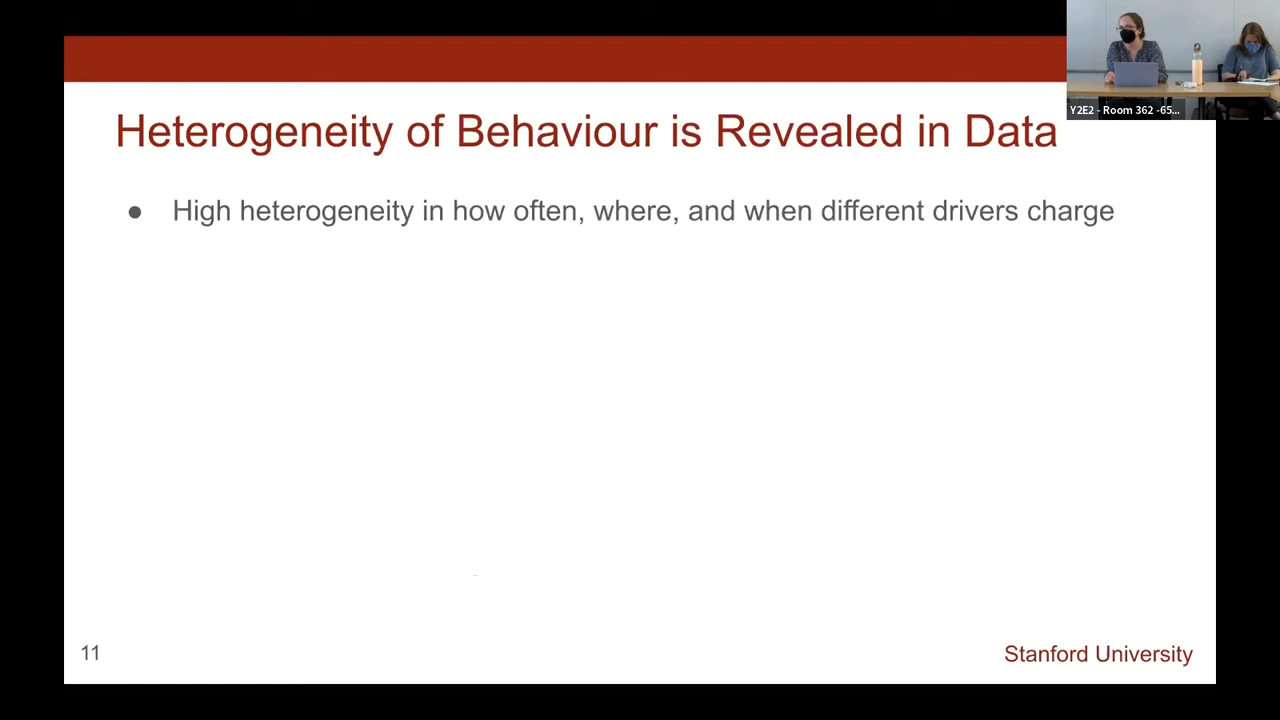 Heterogeneity of Behaviour is Revealed in Data
● High heterogeneity in how often, where, and when different drivers charge
Y2E2 - Room 362 -65...
11
Stanford University